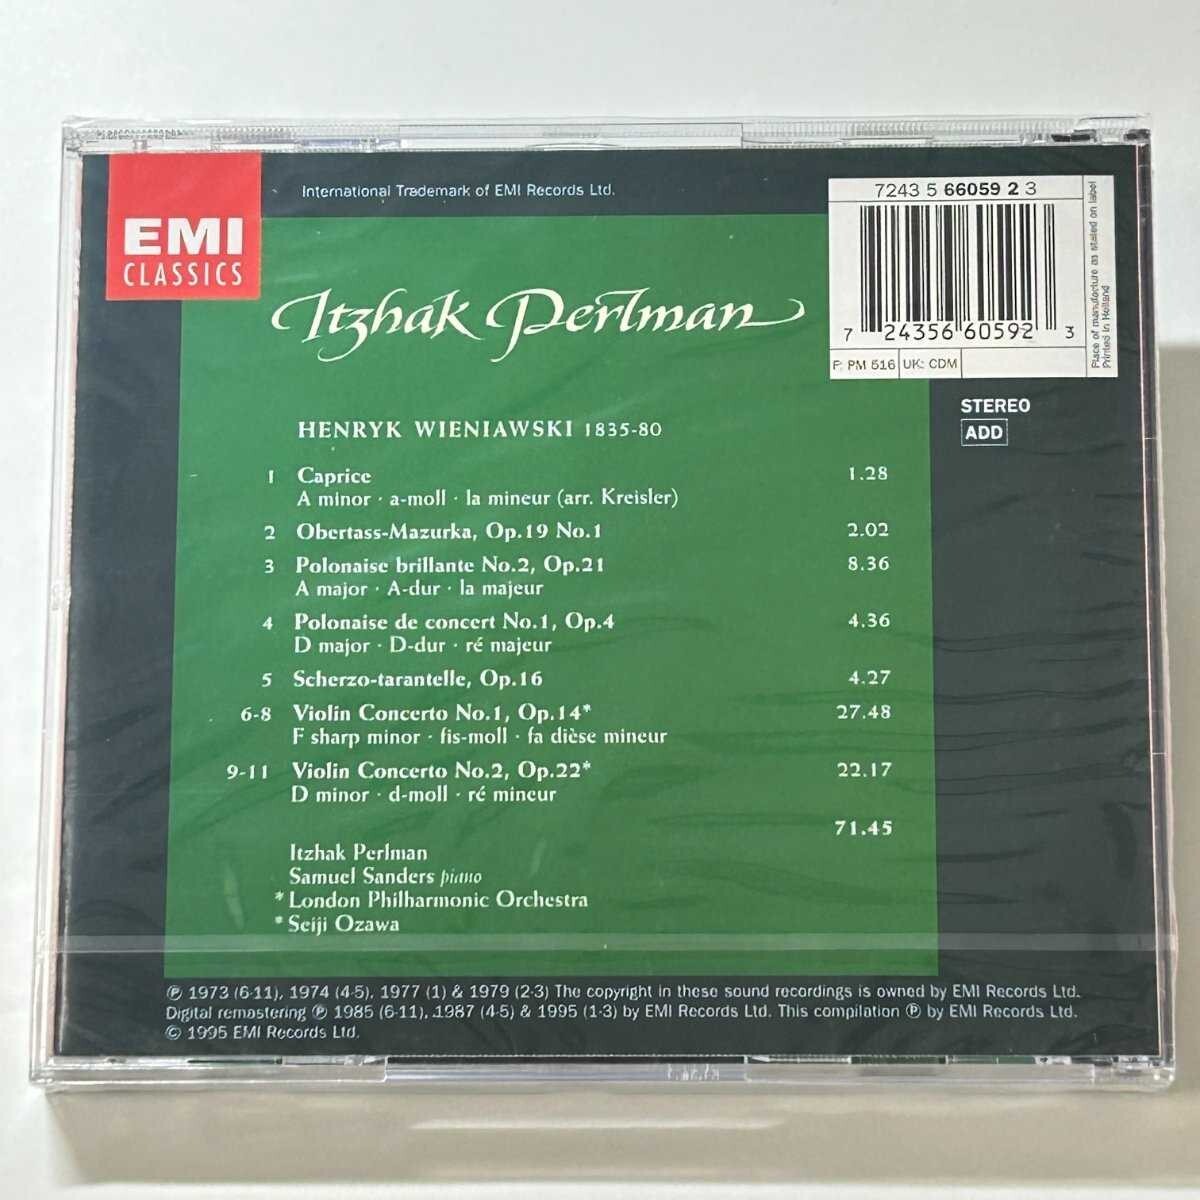 EMI
CLASSICS
International Trademark of EMI Records Ltd.
7243 5 66059 2 3
7 24356 60592 3
F: PM 516 UK: CDM
Place of manufacture as stated on label
Printed in Holland
Itzhak Perlman
STEREO
ADD
HENRYK WIENIAWSKI 1835-80
1 Caprice 1.28
A minor · a-moll · la mineur (arr. Kreisler)
2 Obertass-Mazurka, Op.19 No.1 2.02
3 Polonaise brillante No.2, Op.21 8.36
A major · A-dur · la majeur
4 Polonaise de concert No.1, Op.4 4.36
D major · D-dur · ré majeur
5 Scherzo-tarantelle, Op.16 4.27
6-8 Violin Concerto No.1, Op.14* 27.48
F sharp minor · fis-moll · fa dièse mineur
9-11 Violin Concerto No.2, Op.22* 22.17
D minor · d-moll · ré mineur
71.45
Itzhak Perlman
Samuel Sanders piano
*London Philharmonic Orchestra
*Seiji Ozawa
℗ 1973 (6-11), 1974 (4-5), 1977 (1) & 1979 (2-3) The copyright in these sound recordings is owned by EMI Records Ltd.
Digital remastering ℗ 1985 (6-11), 1987 (4-5) & 1995 (1-3) by EMI Records Ltd. This compilation ℗ by EMI Records Ltd.
© 1995 EMI Records Ltd.